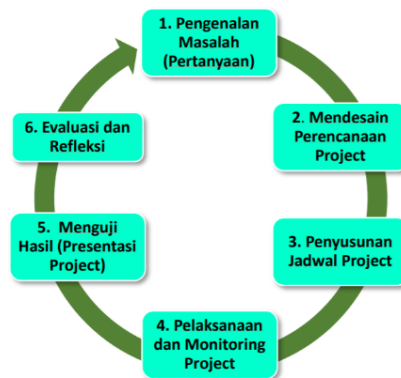 1. Pengenalan
Masalah
(Pertanyaan)
2. Mendesain
Perencanaan
Project
3. Penyusunan
Jadwal Project
4. Pelaksanaan
dan Monitoring
Project
5. Menguji
Hasil (Presentasi
Project)
6. Evaluasi dan
Refleksi